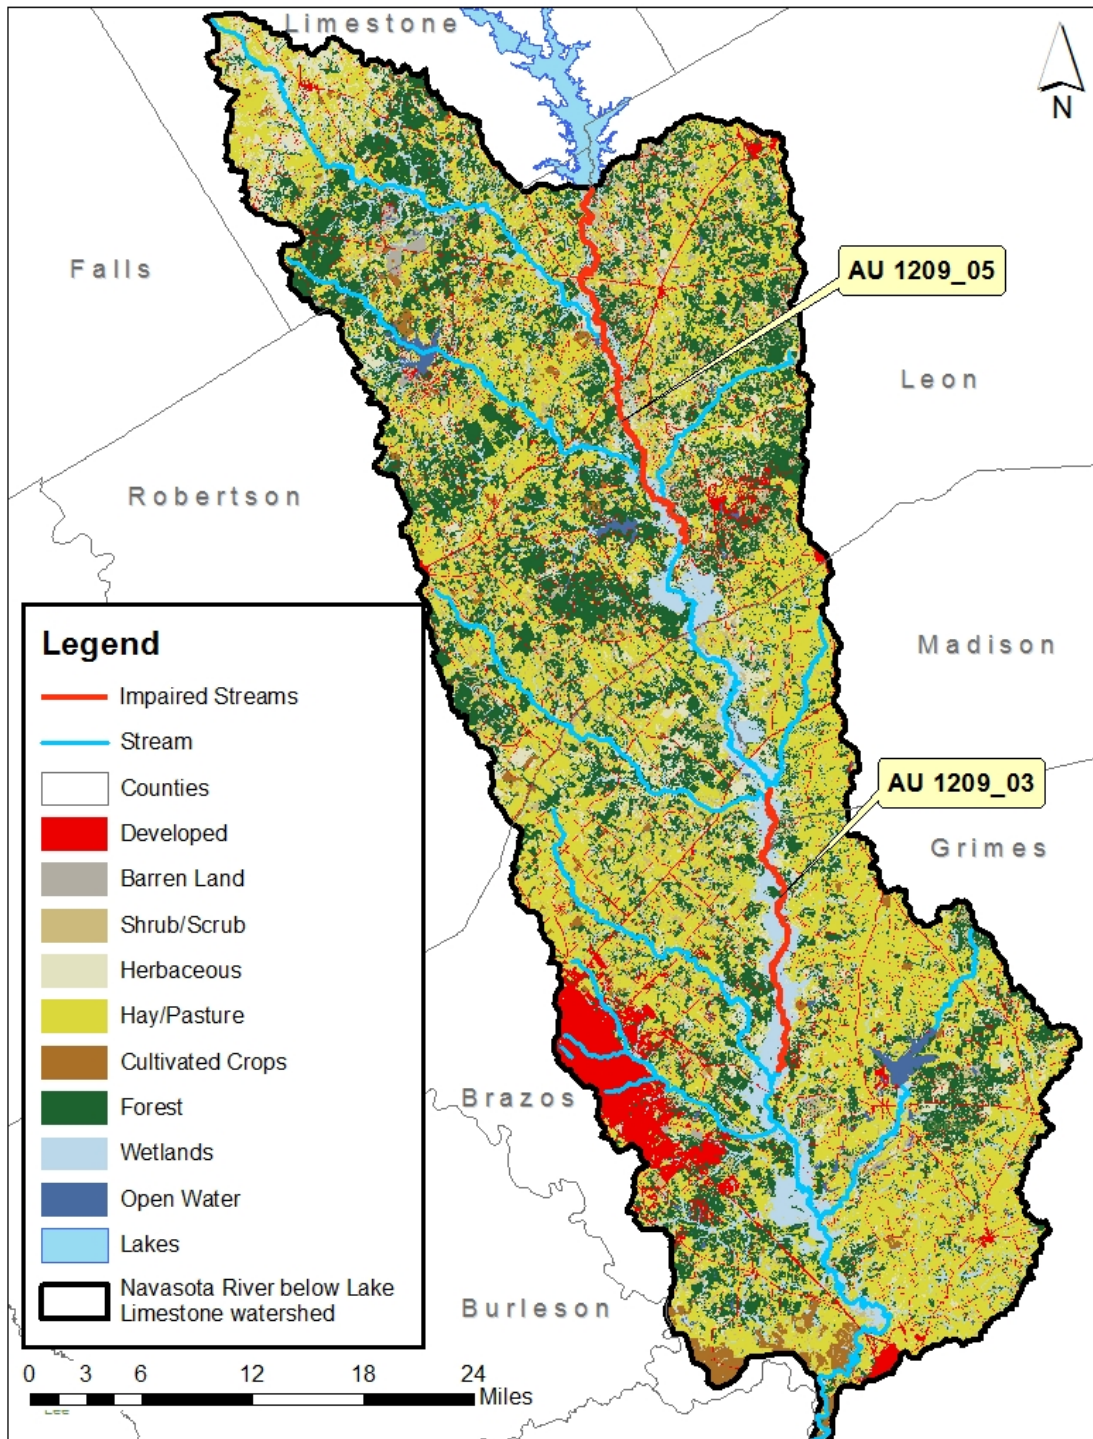 Limestone
N
Falls
AU 1209_05
Leon
Robertson
Madison
AU 1209_03
Grimes
Brazos
Burleson
Legend
Impaired Streams
Stream
Counties
Developed
Barren Land
Shrub/Scrub
Herbaceous
Hay/Pasture
Cultivated Crops
Forest
Wetlands
Open Water
Lakes
Navasota River below Lake
Limestone watershed
0 3 6 12 18 24
Miles